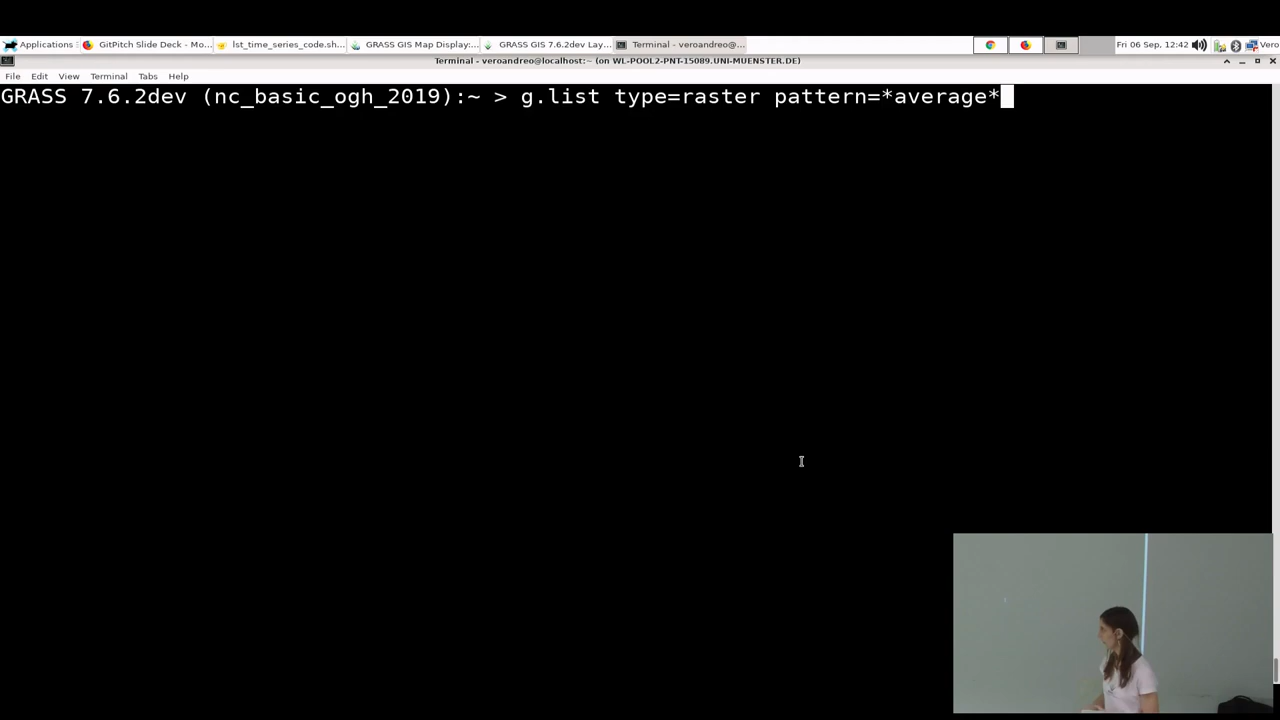 Applications
GitPitch Slide Deck - Mo...
lst_time_series_code.sh...
GRASS GIS Map Display:...
GRASS GIS 7.6.2dev Lay...
Terminal - veroandreo@...
Fri 06 Sep, 12:42
Vero
Terminal - veroandreo@localhost:~ (on WL-POOL2-PNT-15089.UNI-MUENSTER.DE)
File Edit View Terminal Tabs Help
GRASS 7.6.2dev (nc_basic_ogh_2019):~ > g.list type=raster pattern=*average*